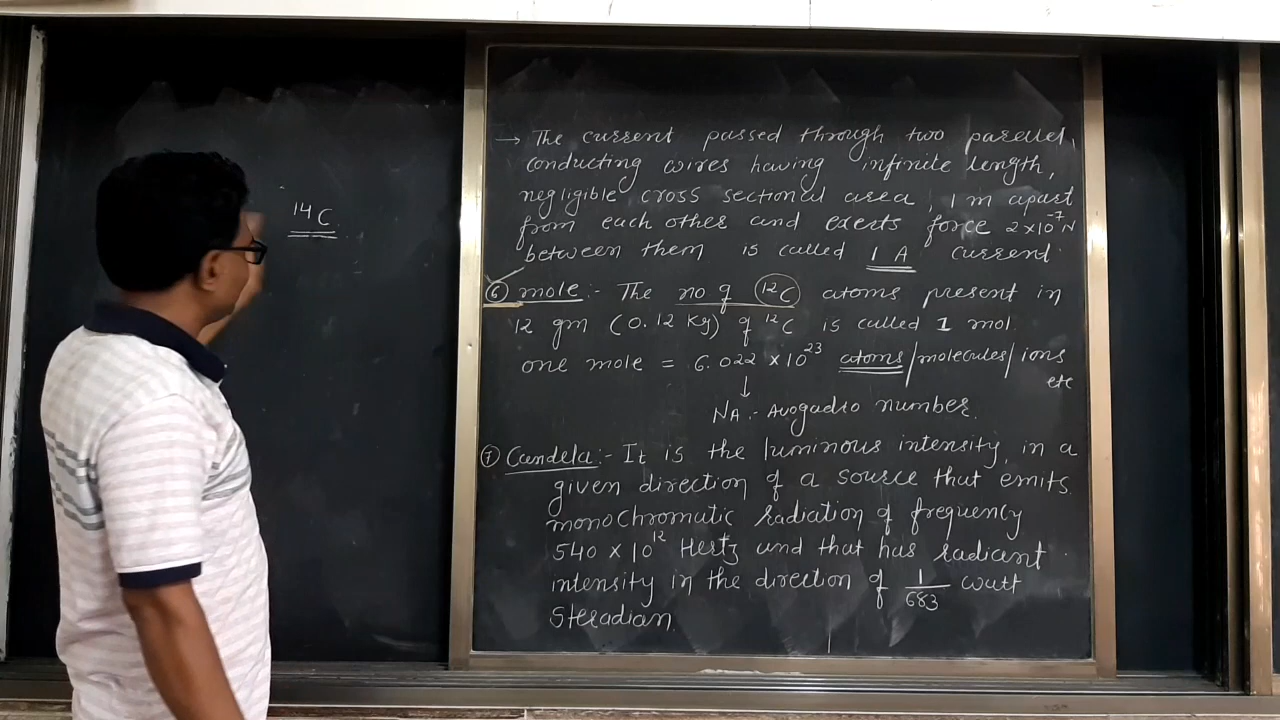 14C.
→ The current passed through two parellel,
conducting wires having infinite length,
negligible cross sectional area, 1 m apart
from each other and exerts force 2×10⁻⁷ N
between them is called 1 A current.
⑥ mole:- The no of ¹²C atoms present in
12 gm (0.12 Kg) of ¹²C is called 1 mol.
one mole = 6.022 ×10²³ atoms/molecules/ions
etc
↓
NA :- Avogadro number.
⑦ Candela:- It is the luminous intensity, in a
given direction of a source that emits
monochromatic radiation of frequency
540 × 10¹² Hertz and that has radiant
intensity in the direction of 1/683 watt
Steradian.